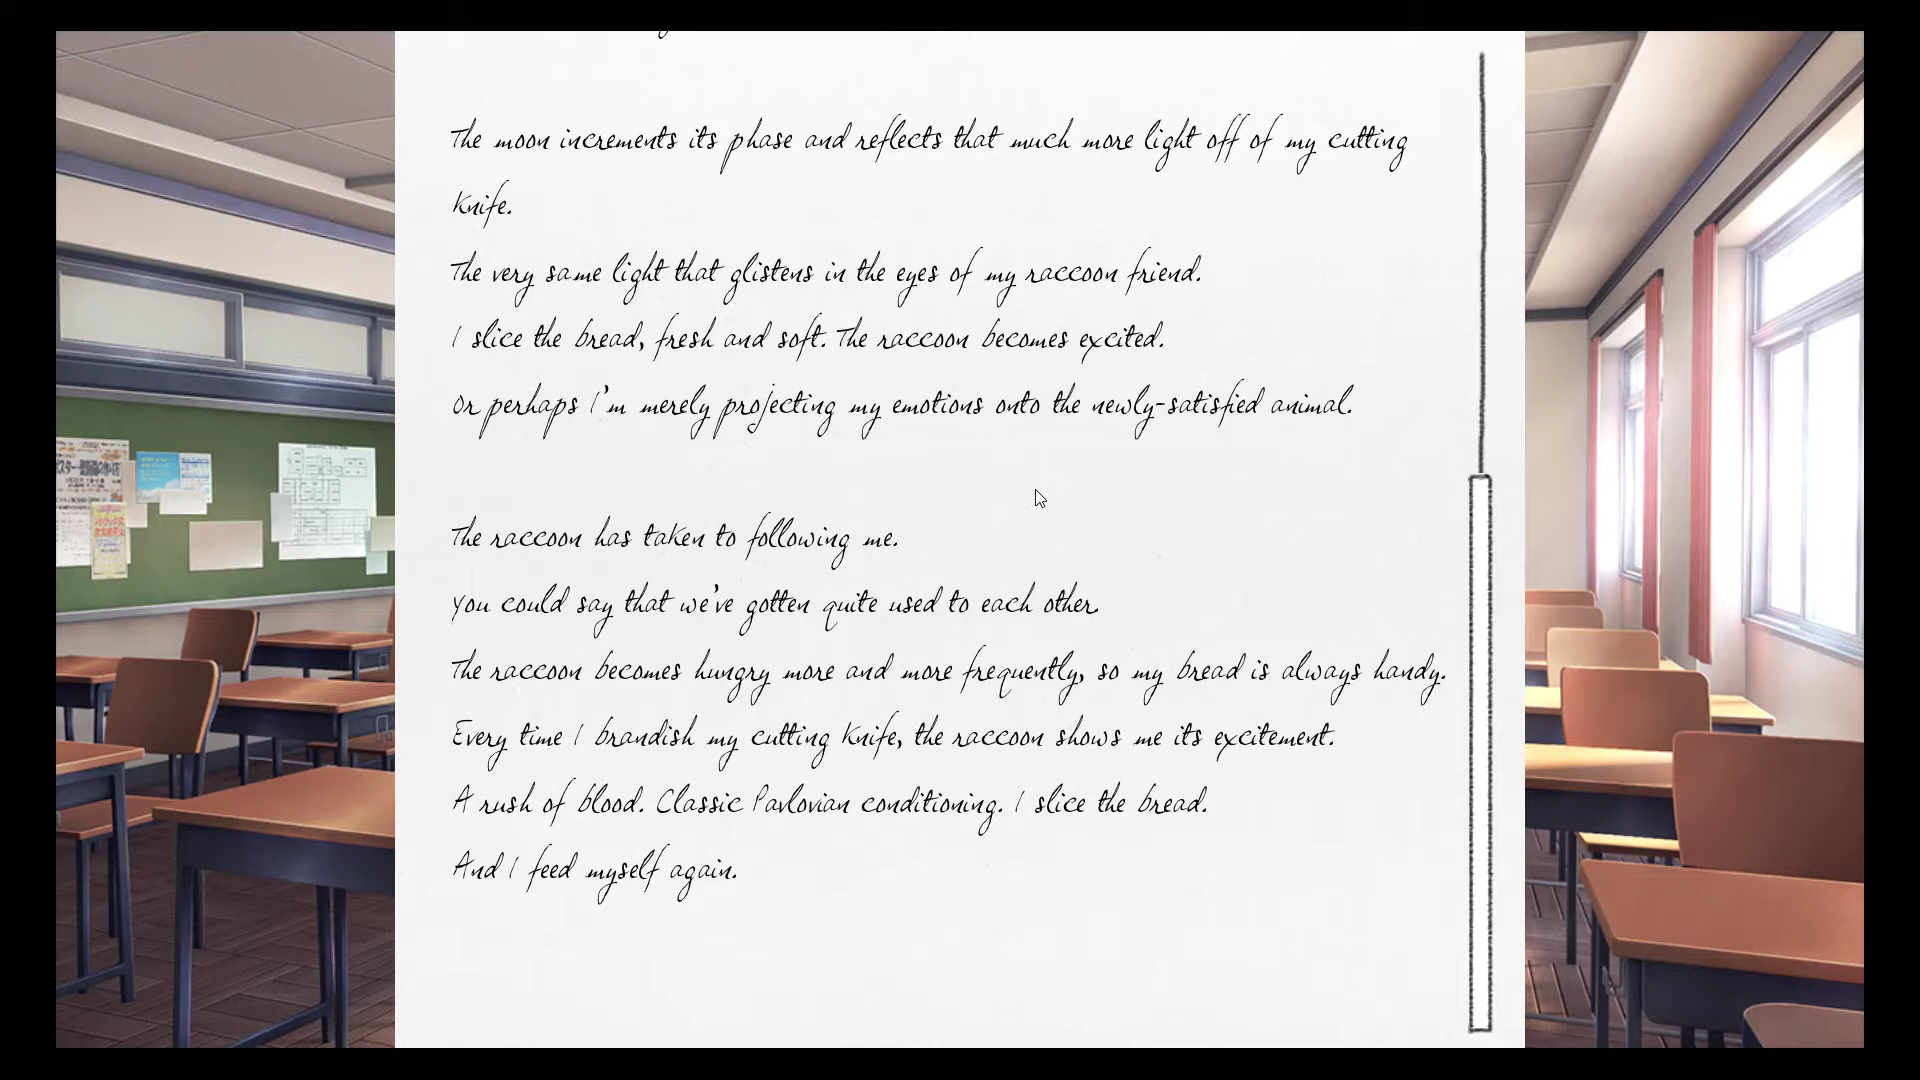 The moon increments its phase and reflects that much more light off of my cutting
knife.
The very same light that glistens in the eyes of my raccoon friend.
I slice the bread, fresh and soft. The raccoon becomes excited.
Or perhaps I'm merely projecting my emotions onto the newly-satisfied animal.
The raccoon has taken to following me.
You could say that we've gotten quite used to each other.
The raccoon becomes hungry more and more frequently, so my bread is always handy.
Every time I brandish my cutting knife, the raccoon shows me its excitement.
A rush of blood. Classic Pavlovian conditioning. I slice the bread.
And I feed myself again.